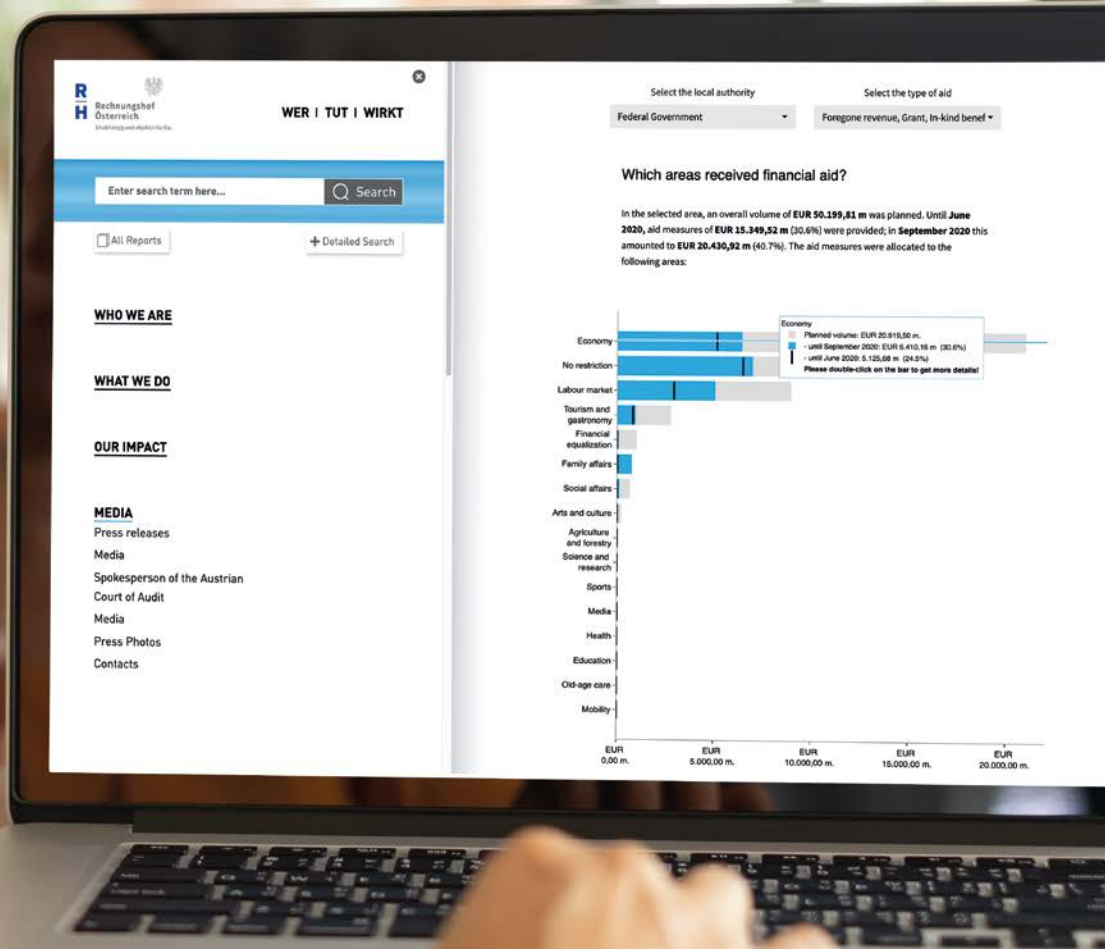 R
H
Rechnungshof
Österreich
Unabhängig und objektiv für Sie.
WER | TUT | WIRKT
Enter search term here...
Search
All Reports
Detailed Search
WHO WE ARE
WHAT WE DO
OUR IMPACT
MEDIA
Press releases
Media
Spokesperson of the Austrian
Court of Audit
Media
Press Photos
Contacts
Select the local authority
Federal Government
Select the type of aid
Foregone revenue, Grant, In-kind benef
Which areas received financial aid?
In the selected area, an overall volume of EUR 50.199,81 m was planned. Until June
2020, aid measures of EUR 15.349,52 m (30.6%) were provided; in September 2020 this
amounted to EUR 20.430,92 m (40.7%). The aid measures were allocated to the
following areas:
Economy
Planned volume: EUR 20.919,50 m.
- until September 2020: EUR 6.410,16 m (30.6%)
- until June 2020: 5.125,68 m (24.5%)
Please double-click on the bar to get more details!
Economy
No restriction
Labour market
Tourism and
gastronomy
Financial
equalization
Family affairs
Social affairs
Arts and culture
Agriculture
and forestry
Science and
research
Sports
Media
Health
Education
Old-age care
Mobility
EUR
0,00 m.
EUR
5.000,00 m.
EUR
10.000,00 m.
EUR
15.000,00 m.
EUR
20.000,00 m.